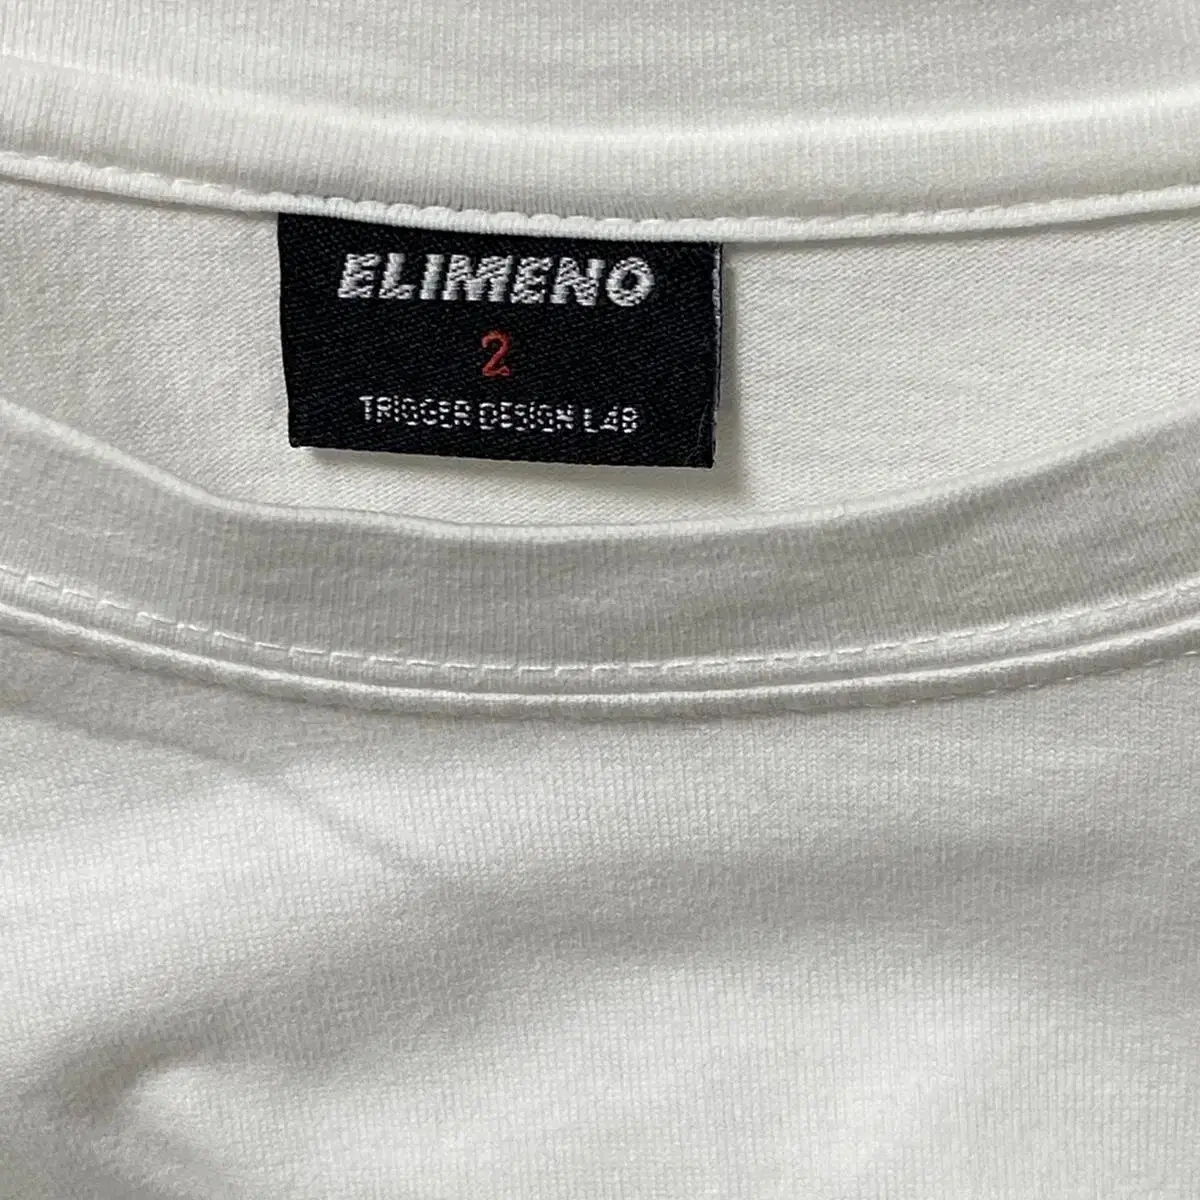 ELIMENO
2
TRIGGER DESIGN LAB